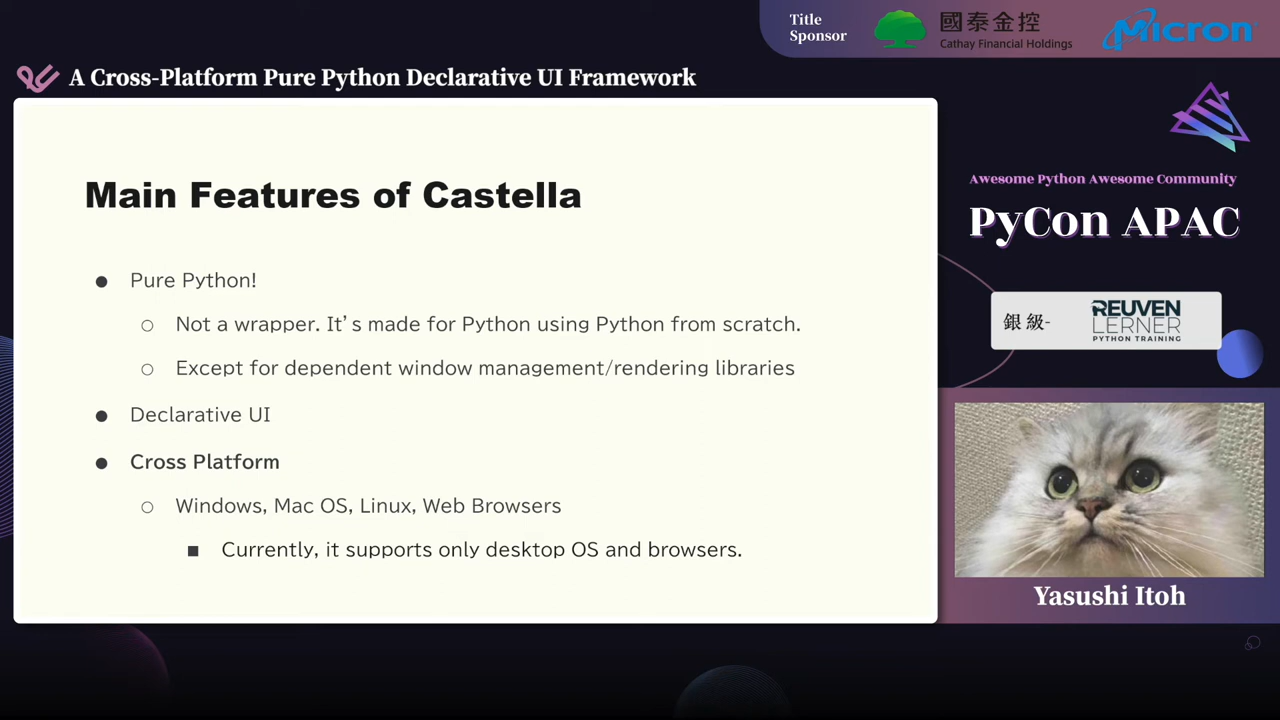 Title
Sponsor
國泰金控
Cathay Financial Holdings
Micron
A Cross-Platform Pure Python Declarative UI Framework
Main Features of Castella
● Pure Python!
○ Not a wrapper. It’s made for Python using Python from scratch.
○ Except for dependent window management/rendering libraries
● Declarative UI
● Cross Platform
○ Windows, Mac OS, Linux, Web Browsers
■ Currently, it supports only desktop OS and browsers.
Awesome Python Awesome Community
PyCon APAC
銀級-
REUVEN
LERNER
PYTHON TRAINING
Yasushi Itoh